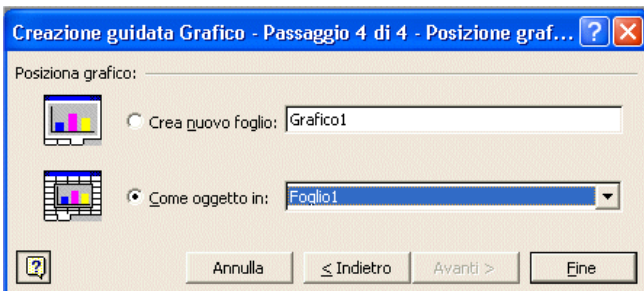 Creazione guidata Grafico - Passaggio 4 di 4 - Posizione graf...
Posiziona grafico:
Crea nuovo foglio: Grafico1
Come oggetto in: Foglio1
Annulla < Indietro Avanti > Fine